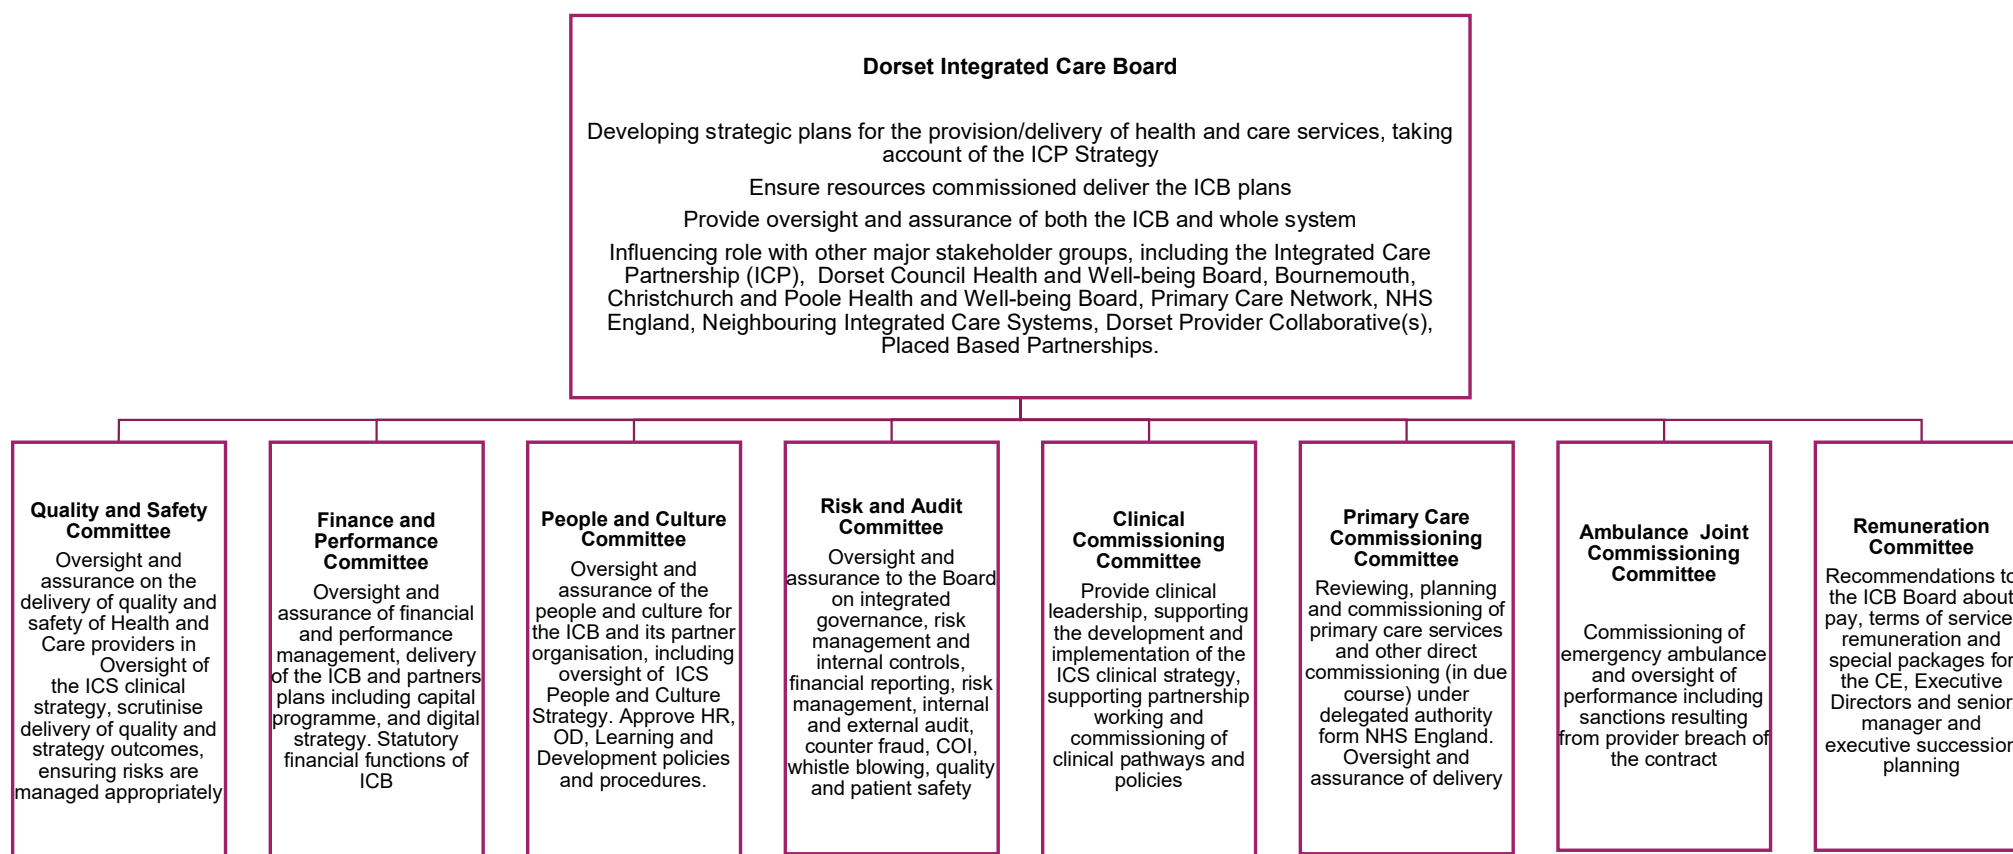 Dorset Integrated Care Board
Developing strategic plans for the provision/delivery of health and care services, taking
account of the ICP Strategy
Ensure resources commissioned deliver the ICB plans
Provide oversight and assurance of both the ICB and whole system
Influencing role with other major stakeholder groups, including the Integrated Care
Partnership (ICP),  Dorset Council Health and Well-being Board, Bournemouth,
Christchurch and Poole Health and Well-being Board, Primary Care Network, NHS
England, Neighbouring Integrated Care Systems, Dorset Provider Collaborative(s),
Placed Based Partnerships.
Quality and Safety
Committee
Oversight and
assurance on the
delivery of quality and
safety of Health and
Care providers in
Oversight of
the ICS clinical
strategy, scrutinise
delivery of quality and
strategy outcomes,
ensuring risks are
managed appropriately
Finance and
Performance
Committee
Oversight and
assurance of financial
and performance
management, delivery
of the ICB and partners
plans including capital
programme, and digital
strategy. Statutory
financial functions of
ICB
People and Culture
Committee
Oversight and
assurance of the
people and culture for
the ICB and its partner
organisation, including
oversight of  ICS
People and Culture
Strategy. Approve HR,
OD, Learning and
Development policies
and procedures.
Risk and Audit
Committee
Oversight and
assurance to the Board
on integrated
governance, risk
management and
internal controls,
financial reporting, risk
management, internal
and external audit,
counter fraud, COI,
whistle blowing, quality
and patient safety
Clinical
Commissioning
Committee
Provide clinical
leadership, supporting
the development and
implementation of the
ICS clinical strategy,
supporting partnership
working and
commissioning of
clinical pathways and
policies
Primary Care
Commissioning
Committee
Reviewing, planning
and commissioning of
primary care services
and other direct
commissioning (in due
course) under
delegated authority
form NHS England.
Oversight and
assurance of delivery
Ambulance  Joint
Commissioning
Committee
Commissioning of
emergency ambulance
and oversight of
performance including
sanctions resulting
from provider breach of
the contract
Remuneration
Committee
Recommendations to
the ICB Board about
pay, terms of service
remuneration and
special packages for
the CE, Executive
Directors and senior
manager and
executive succession
planning